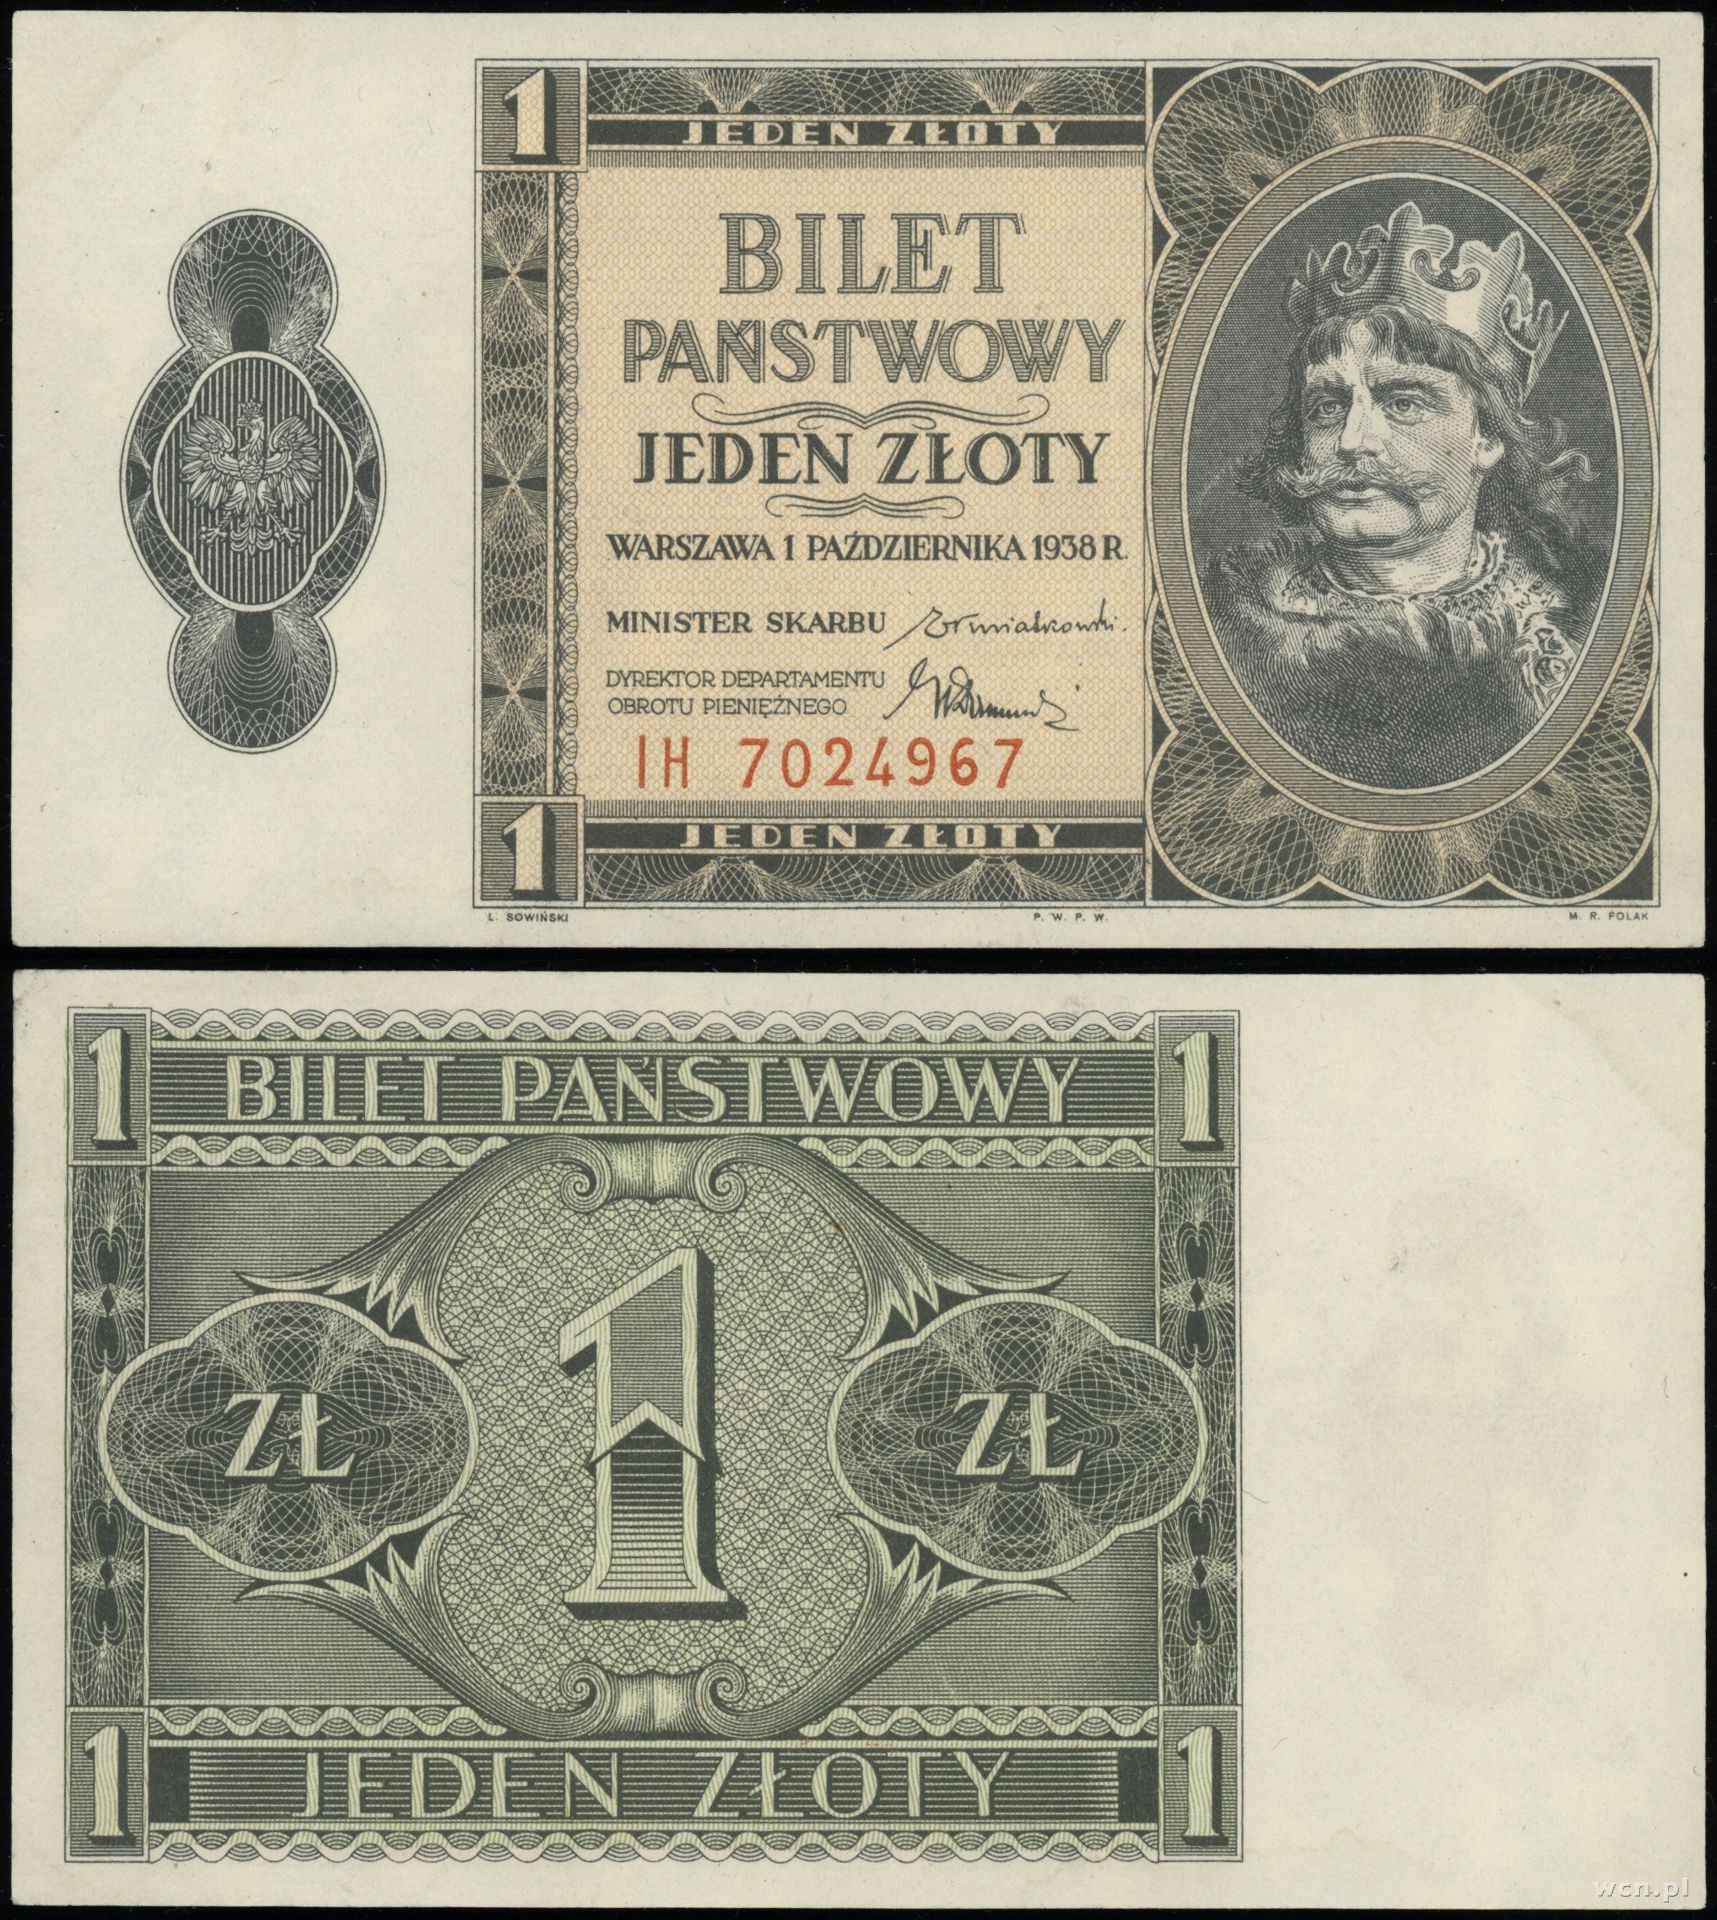 1
JEDEN ZŁOTY
BILET
PAŃSTWOWY
JEDEN ZŁOTY
WARSZAWA 1 PAŹDZIERNIKA 1938 R.
MINISTER SKARBU
DYREKTOR DEPARTAMENTU
OBROTU PIENIĘŻNEGO
IH 7024967
1
JEDEN ZŁOTY
L. SOWIŃSKI P. W. P. W. M. R. POLAK
1 BILET PAŃSTWOWY 1
ZŁ 1 ZŁ
1 JEDEN ZŁOTY 1
wcn.pl